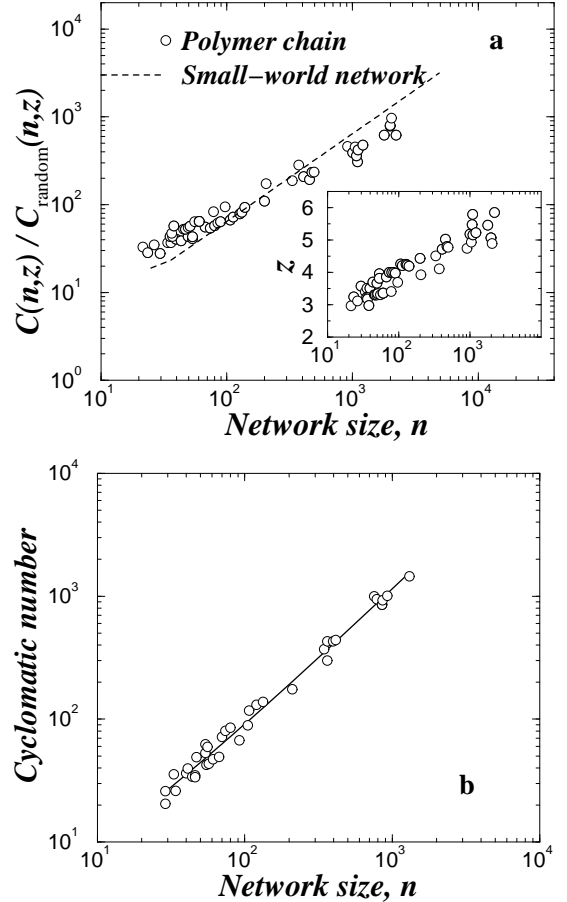 10^4
Polymer chain
a
Small-world network
10^3
10^2
10^1
10^0
C(n,z) / C_random(n,z)
6
5
4
3
2
z
10^1 10^2 10^3
10^1 10^2 10^3 10^4
Network size, n
10^4
10^3
10^2
10^1
Cyclomatic number
b
10^1 10^2 10^3 10^4
Network size, n